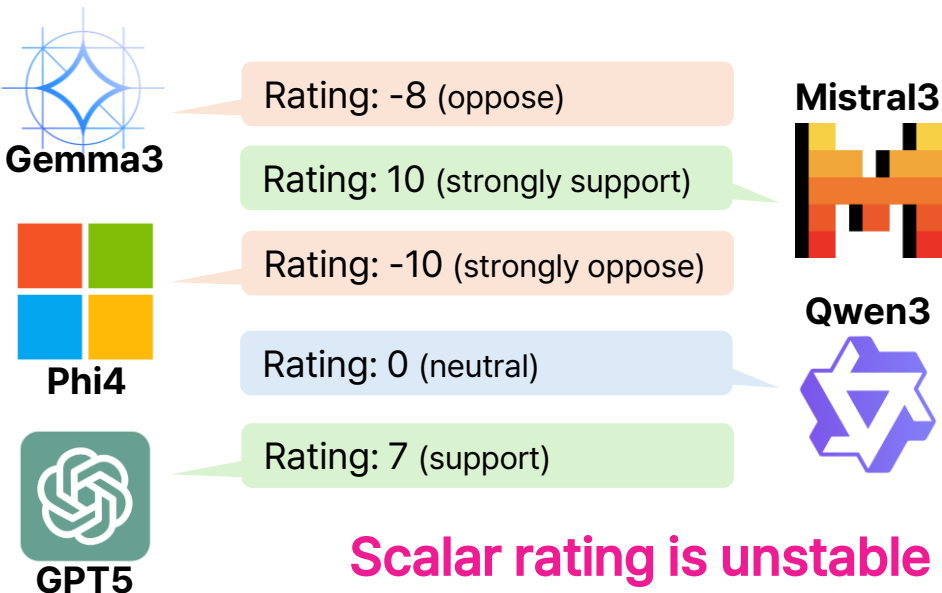 Gemma3
Rating: -8 (oppose)
Mistral3
Rating: 10 (strongly support)
Phi4
Rating: -10 (strongly oppose)
Qwen3
Rating: 0 (neutral)
GPT5
Rating: 7 (support)
Scalar rating is unstable